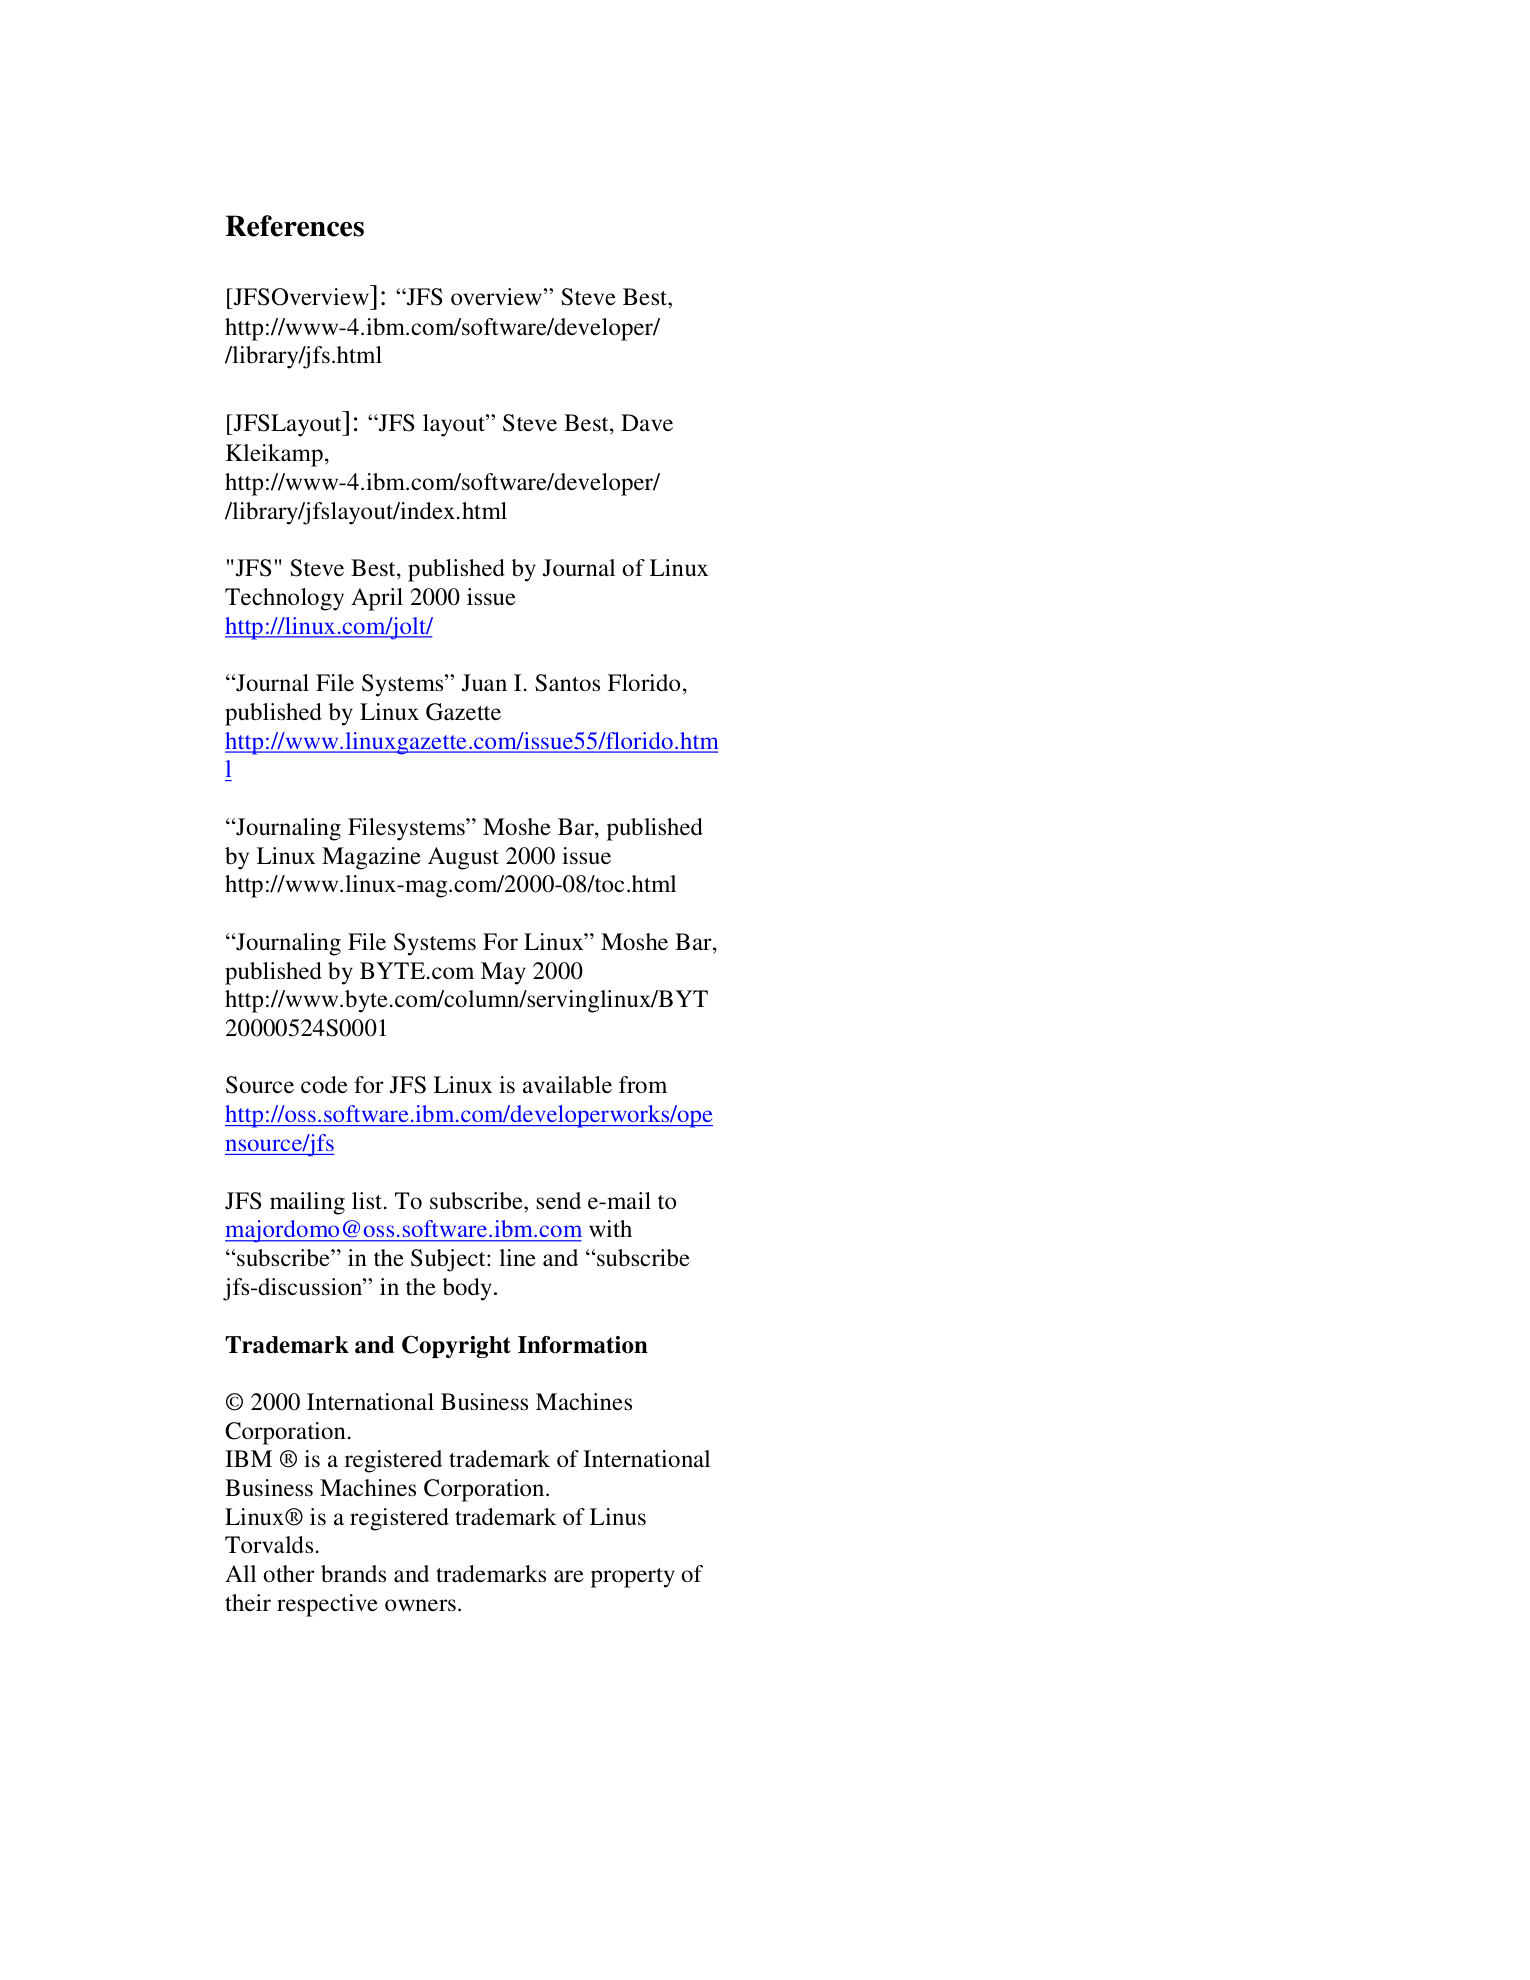 References
[JFSOverview]: “JFS overview” Steve Best,
http://www-4.ibm.com/software/developer/
/library/jfs.html
[JFSLayout]: “JFS layout” Steve Best, Dave
Kleikamp,
http://www-4.ibm.com/software/developer/
/library/jfslayout/index.html
"JFS" Steve Best, published by Journal of Linux
Technology April 2000 issue
http://linux.com/jolt/
“Journal File Systems” Juan I. Santos Florido,
published by Linux Gazette
http://www.linuxgazette.com/issue55/florido.htm
l
“Journaling Filesystems” Moshe Bar, published
by Linux Magazine August 2000 issue
http://www.linux-mag.com/2000-08/toc.html
“Journaling File Systems For Linux” Moshe Bar,
published by BYTE.com May 2000
http://www.byte.com/column/servinglinux/BYT
20000524S0001
Source code for JFS Linux is available from
http://oss.software.ibm.com/developerworks/ope
nsource/jfs
JFS mailing list. To subscribe, send e-mail to
majordomo@oss.software.ibm.com with
“subscribe” in the Subject: line and “subscribe
jfs-discussion” in the body.
Trademark and Copyright Information
© 2000 International Business Machines
Corporation.
IBM ® is a registered trademark of International
Business Machines Corporation.
Linux® is a registered trademark of Linus
Torvalds.
All other brands and trademarks are property of
their respective owners.